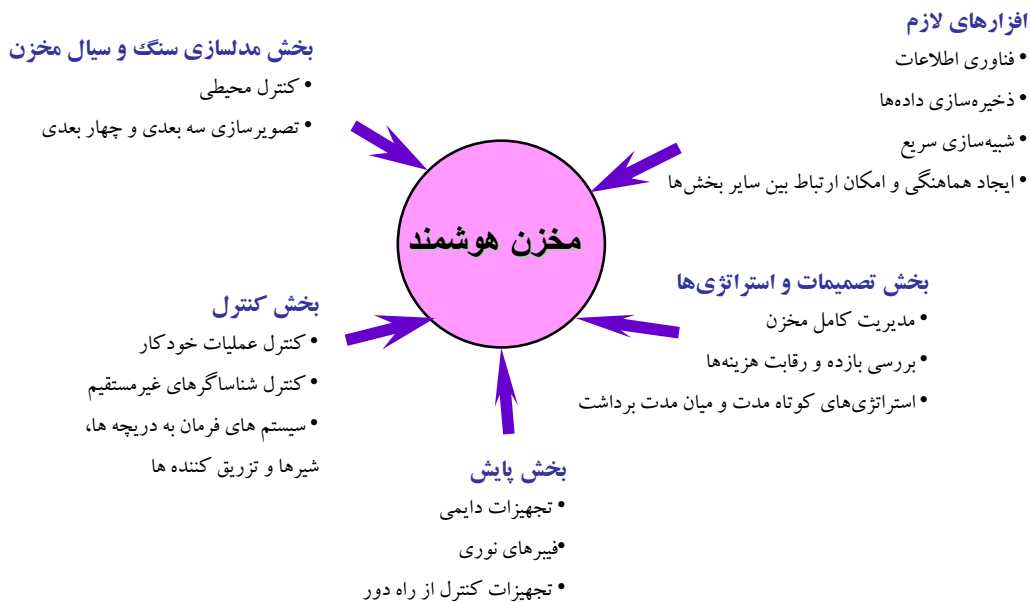 افزارهای لازم
• فناوری اطلاعات
• ذخیره‌سازی داده‌ها
• شبیه‌سازی سریع
• ایجاد هماهنگی و امکان ارتباط بین سایر بخش‌ها
بخش مدلسازی سنگ و سیال مخزن
• کنترل محیطی
• تصویرسازی سه بعدی و چهار بعدی
مخزن هوشمند
بخش تصمیمات و استراتژی‌ها
• مدیریت کامل مخزن
• بررسی بازده و رقابت هزینه‌ها
• استراتژی‌های کوتاه مدت و میان مدت برداشت
بخش کنترل
• کنترل عملیات خودکار
• کنترل شناساگرهای غیرمستقیم
• سیستم های فرمان به دریچه ها،
شیرها و تزریق کننده ها
بخش پایش
• تجهیزات دایمی
•فیبرهای نوری
• تجهیزات کنترل از راه دور